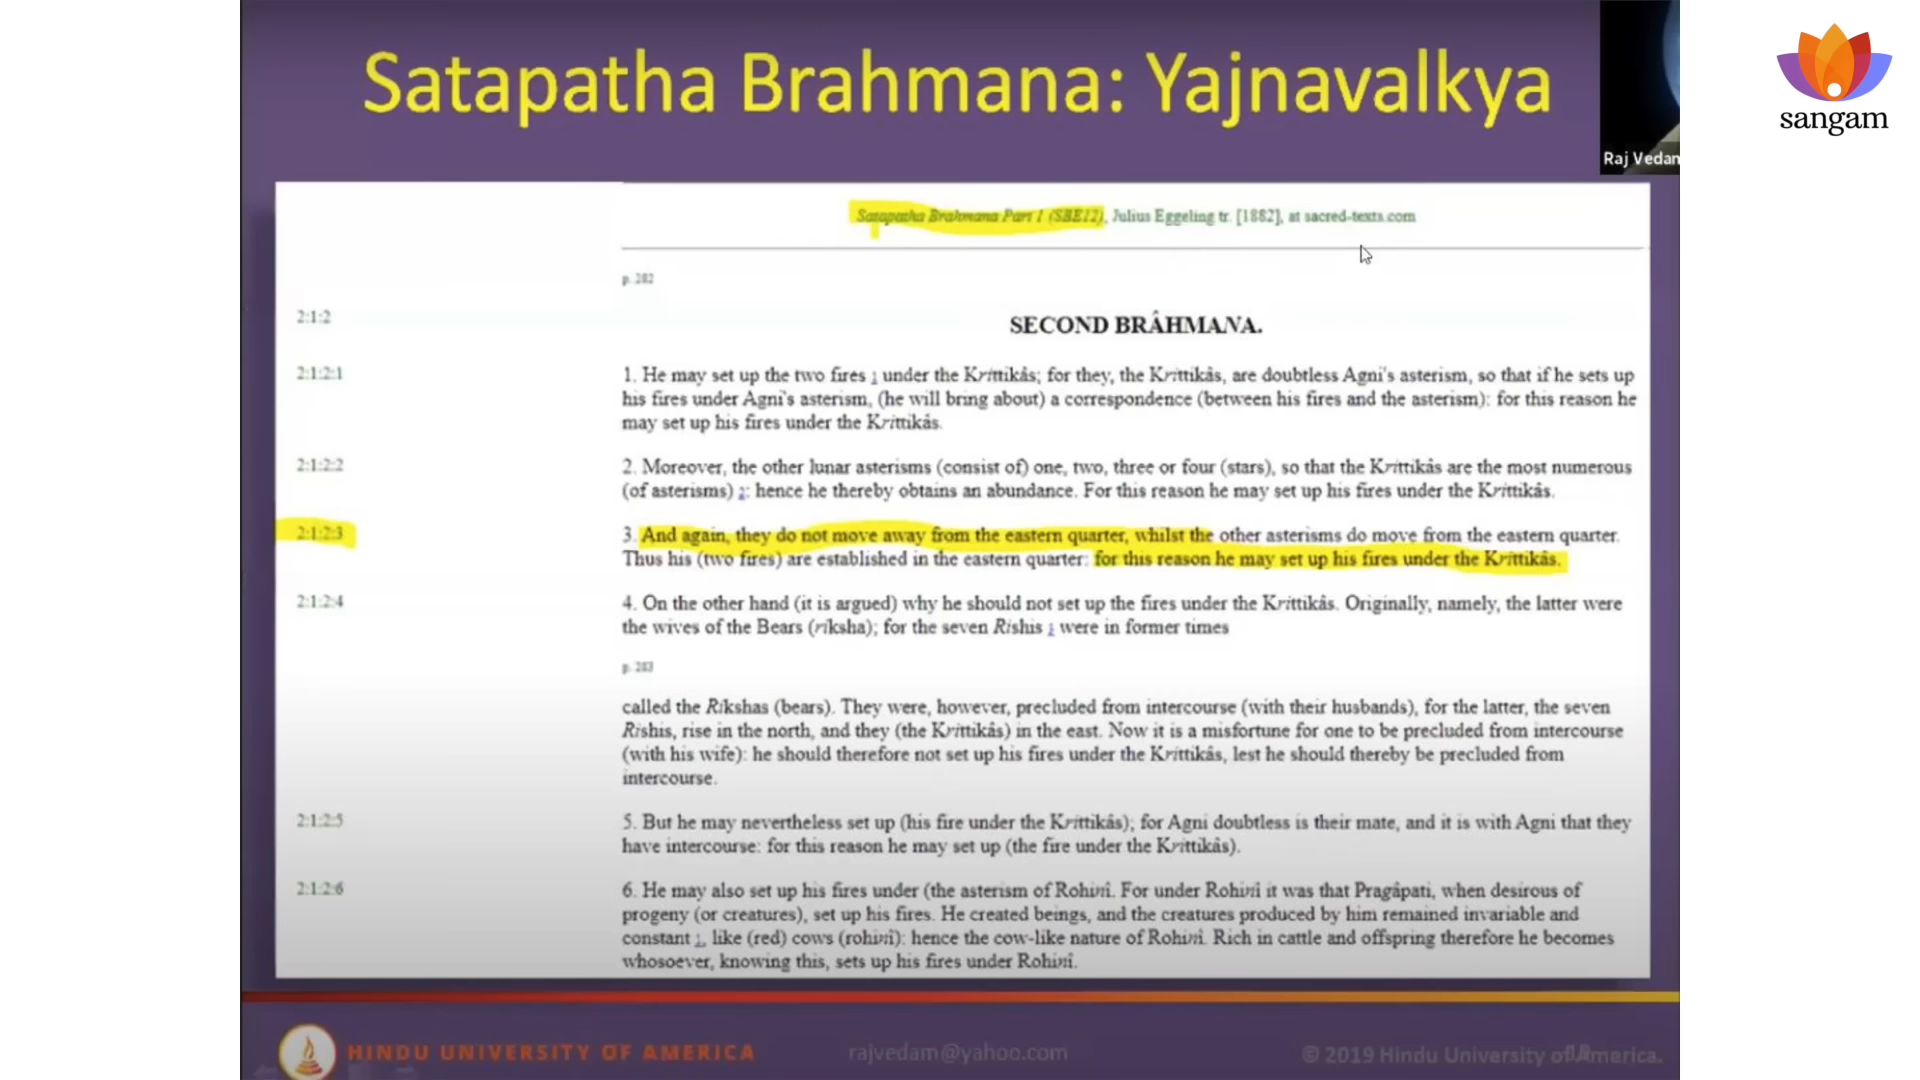 Satapatha Brahmana: Yajnavalkya
sangam
Raj Vedam
Satapatha Brahmana Part 1 (SBE12), Julius Eggeling tr. [1882], at sacred-texts.com
p. 282
2:1:2
SECOND BRÂHMANA.
2:1:2:1
1. He may set up the two fires 1 under the Krittikâs; for they, the Krittikâs, are doubtless Agni's asterism, so that if he sets up
his fires under Agni's asterism, (he will bring about) a correspondence (between his fires and the asterism): for this reason he
may set up his fires under the Krittikâs.
2:1:2:2
2. Moreover, the other lunar asterisms (consist of) one, two, three or four (stars), so that the Krittikâs are the most numerous
(of asterisms) 2: hence he thereby obtains an abundance. For this reason he may set up his fires under the Krittikâs.
2:1:2:3
3. And again, they do not move away from the eastern quarter, whilst the other asterisms do move from the eastern quarter.
Thus his (two fires) are established in the eastern quarter: for this reason he may set up his fires under the Krittikâs.
2:1:2:4
4. On the other hand (it is argued) why he should not set up the fires under the Krittikâs. Originally, namely, the latter were
the wives of the Bears (riksha); for the seven Rishis 3 were in former times
p. 283
called the Rikshas (bears). They were, however, precluded from intercourse (with their husbands), for the latter, the seven
Rishis, rise in the north, and they (the Krittikâs) in the east. Now it is a misfortune for one to be precluded from intercourse
(with his wife): he should therefore not set up his fires under the Krittikâs, lest he should thereby be precluded from
intercourse.
2:1:2:5
5. But he may nevertheless set up (his fire under the Krittikâs); for Agni doubtless is their mate, and it is with Agni that they
have intercourse: for this reason he may set up (the fire under the Krittikâs).
2:1:2:6
6. He may also set up his fires under (the asterism of Rohinî. For under Rohinî it was that Pragâpati, when desirous of
progeny (or creatures), set up his fires. He created beings, and the creatures produced by him remained invariable and
constant 1, like (red) cows (rohinî): hence the cow-like nature of Rohinî. Rich in cattle and offspring therefore he becomes
whosoever, knowing this, sets up his fires under Rohinî.
HINDU UNIVERSITY OF AMERICA
rajvedam@yahoo.com
© 2019 Hindu University of America.